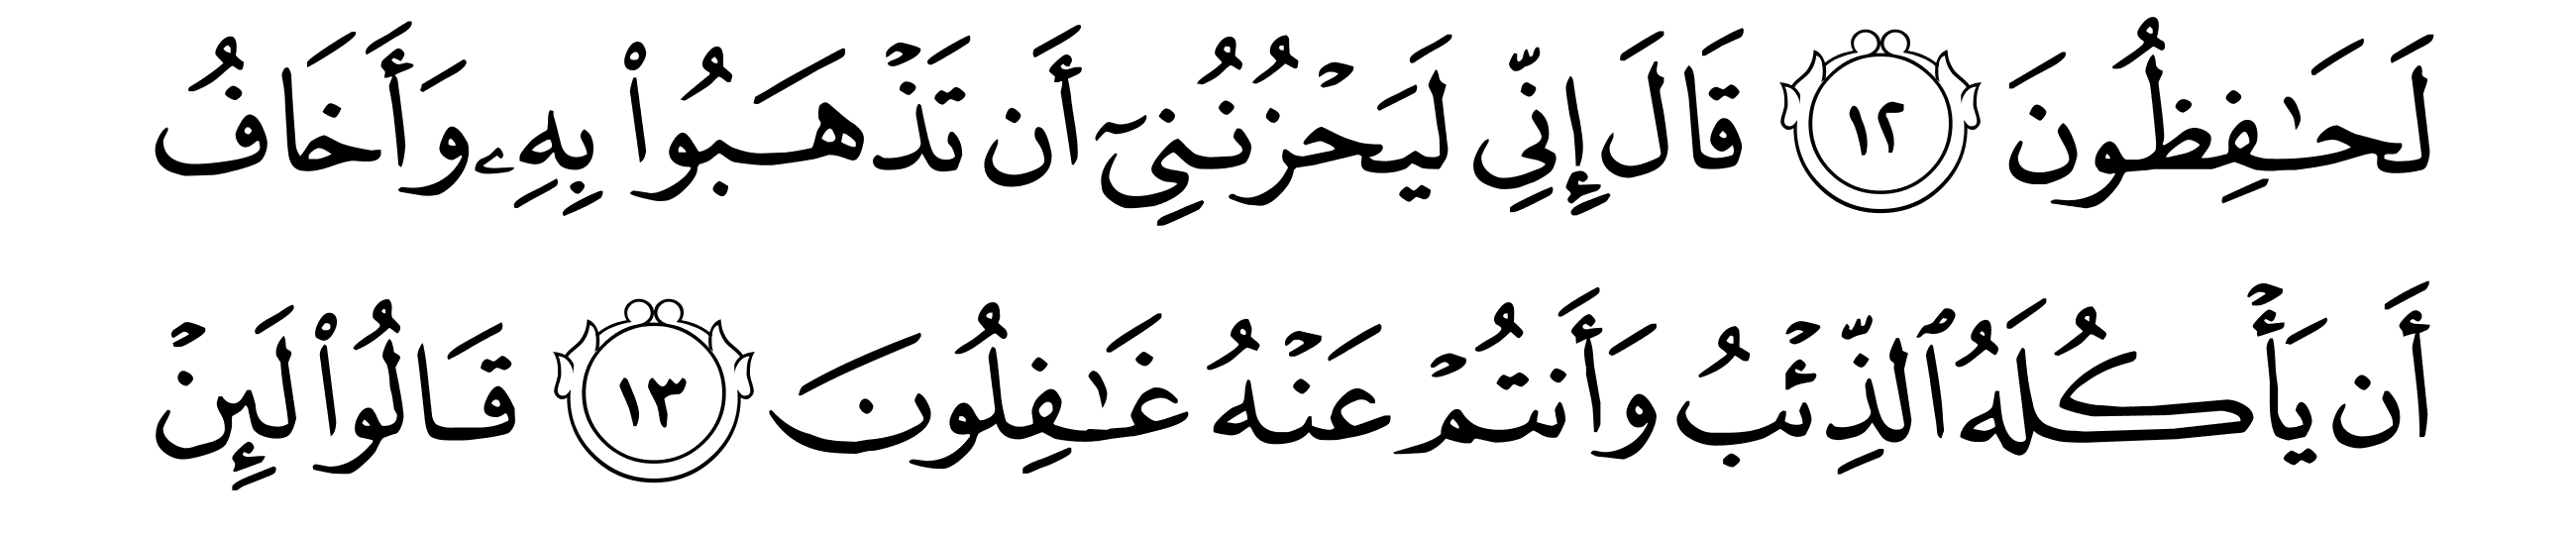 لَحَـٰفِظُونَ ١٢ قَالَ إِنِّي لَيَحۡزُنُنِيٓ أَن تَذۡهَبُواْ بِهِۦ وَأَخَافُ
أَن يَأۡكُلَهُ ٱلذِّئۡبُ وَأَنتُمۡ عَنۡهُ غَـٰفِلُونَ ١٣ قَالُواْ لَئِنۡ